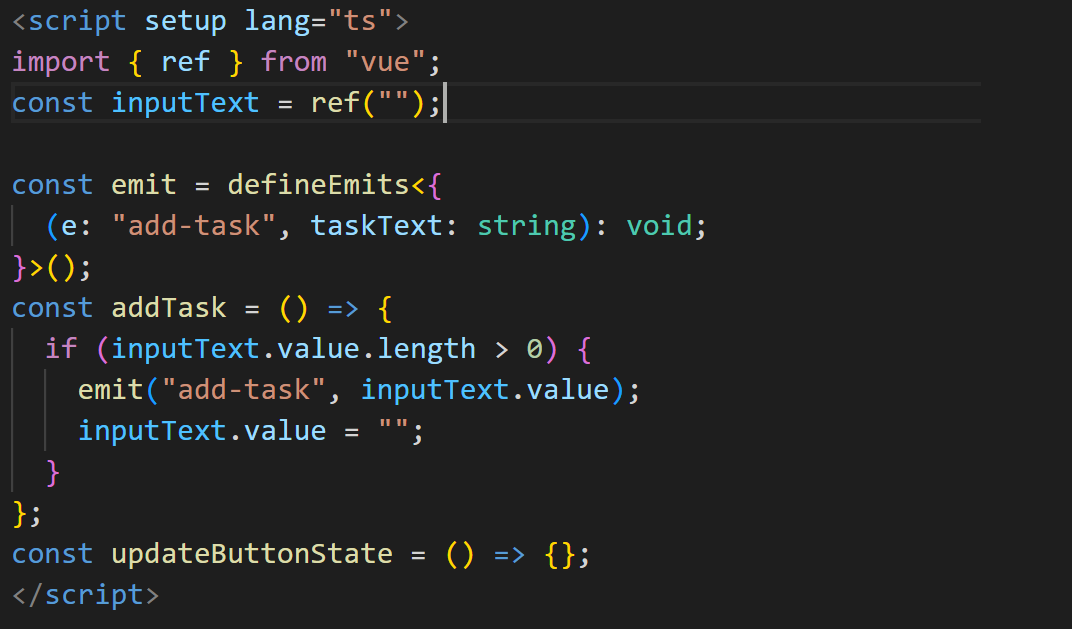 <script setup lang="ts">
import { ref } from "vue";
const inputText = ref("");
const emit = defineEmits<{
  (e: "add-task", taskText: string): void;
}>();
const addTask = () => {
  if (inputText.value.length > 0) {
    emit("add-task", inputText.value);
    inputText.value = "";
  }
};
const updateButtonState = () => {};
</script>